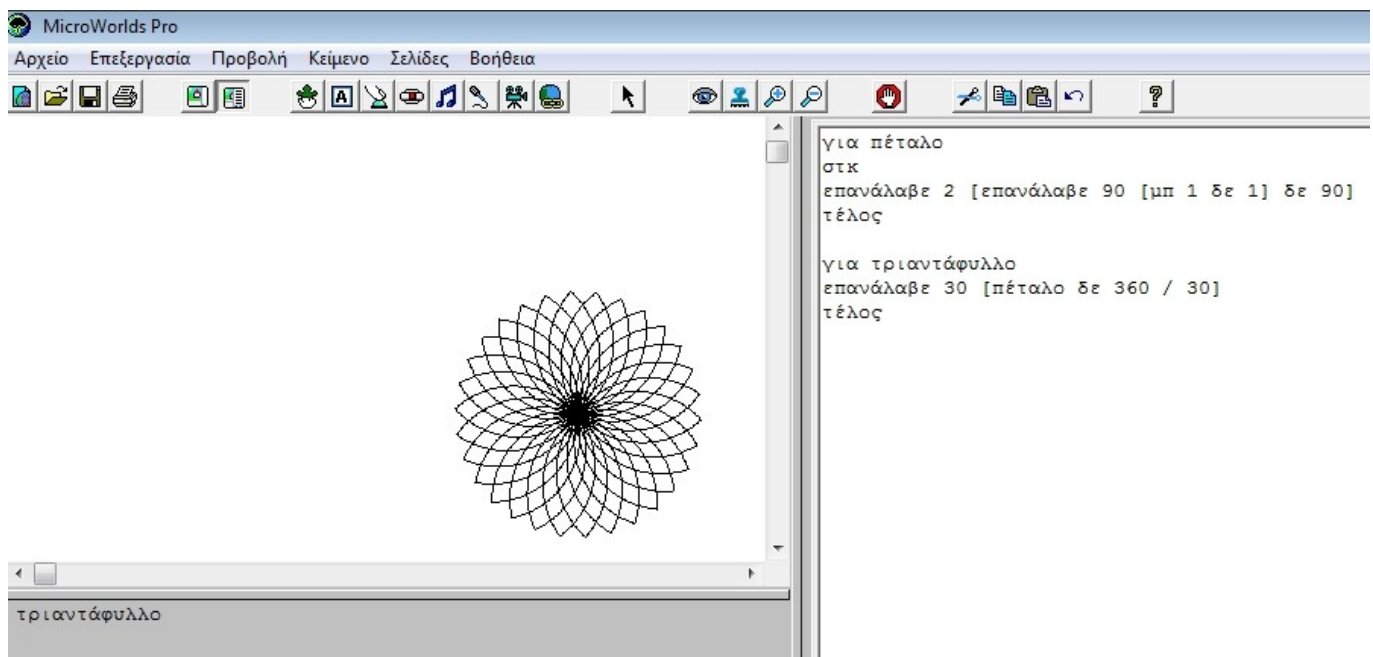 MicroWorlds Pro
Αρχείο Επεξεργασία Προβολή Κείμενο Σελίδες Βοήθεια
A ?
για πέταλο
στκ
επανάλαβε 2 [επανάλαβε 90 [μπ 1 δε 1] δε 90]
τέλος
για τριαντάφυλλο
επανάλαβε 30 [πέταλο δε 360 / 30]
τέλος
τριαντάφυλλο